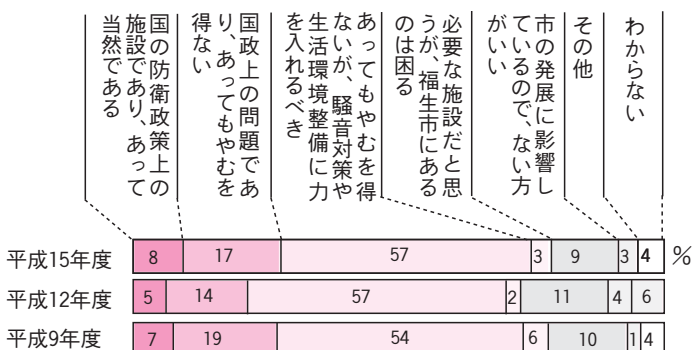 わからない
その他
市の発展に影響し
ているので、ない方
がいい
必要な施設だと思
うが、福生市にある
のは困る
あってもやむを得
ないが、騒音対策や
生活環境整備に力
を入れるべき
国政上の問題であ
り、あってもやむを
得ない
国の防衛政策上の
施設であり、あって
当然である
平成15年度 8 17 57 3 9 3 4 %
平成12年度 5 14 57 2 11 4 6
平成9年度 7 19 54 6 10 1 4